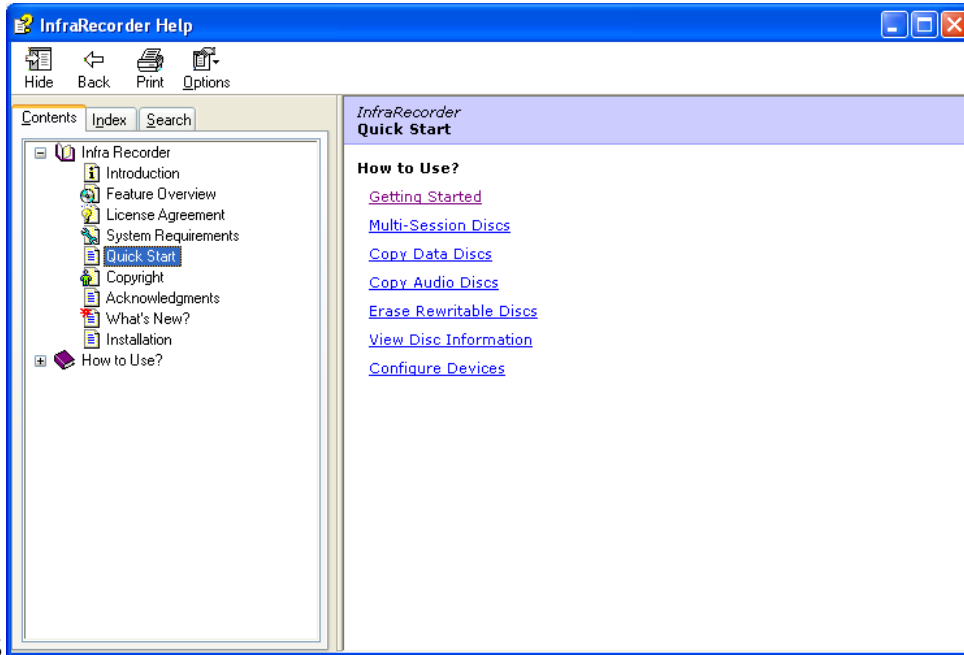 InfraRecorder Help
Hide Back Print Options
Contents Index Search
Infra Recorder
Introduction
Feature Overview
License Agreement
System Requirements
Quick Start
Copyright
Acknowledgments
What's New?
Installation
How to Use?
InfraRecorder
Quick Start
How to Use?
Getting Started
Multi-Session Discs
Copy Data Discs
Copy Audio Discs
Erase Rewritable Discs
View Disc Information
Configure Devices